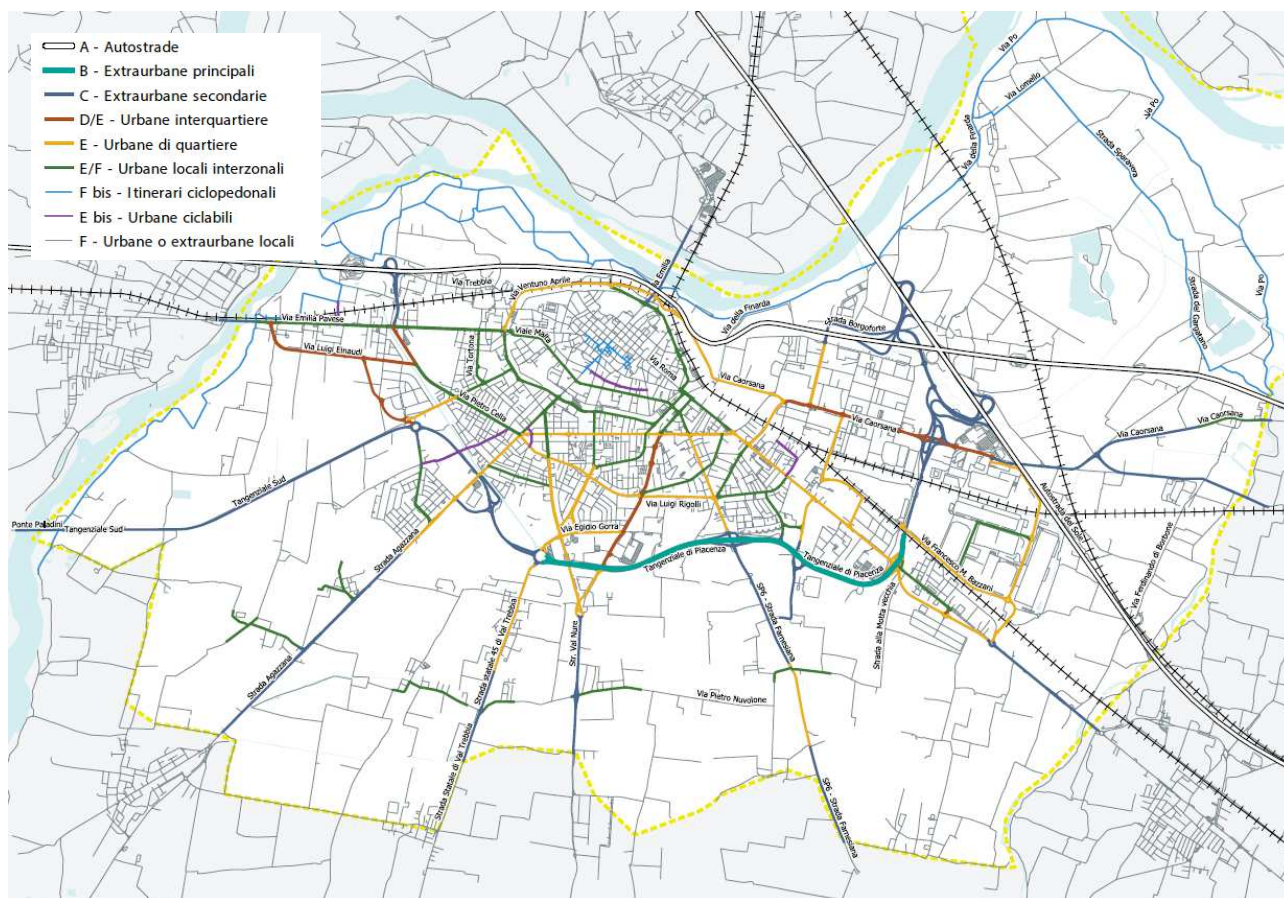 A - Autostrade
B - Extraurbane principali
C - Extraurbane secondarie
D/E - Urbane interquartiere
E - Urbane di quartiere
E/F - Urbane locali interzonali
F bis - Itinerari ciclopedonali
E bis - Urbane ciclabili
F - Urbane o extraurbane locali
Via Po
Via Lomello
Via Po
Via della Finarda
Strada Sparavera
Via Trebbia
Via Ventuno Aprile
Via Emilia
Via della Finarda
Strada del Gargatano
Via Po
Via Emilia Pavese
Viale Malta
Strada Borgoforte
Via Luigi Einaudi
Via Tortona
Via Roma
Via Caorsana
Via Pietro Cella
Via Caorsana
Via Caorsana
Via Caorsana
Tangenziale Sud
Via Luigi Rigolli
Autostrada del Sole
Ponte Paladini
Tangenziale Sud
Via Egidio Gorra
Strada Agazzana
Tangenziale di Piacenza
Tangenziale di Piacenza
Via Francesco M. Bazzani
Via Ferdinando di Borbone
SP6 - Strada Farnesiana
Strada alla Motta vecchia
Strada statale 45 di Val Trebbia
Str. Val Nure
Strada Agazzana
Via Pietro Nuvolone
Strada Statale di Val Trebbia
SP6 - Strada Farnesiana